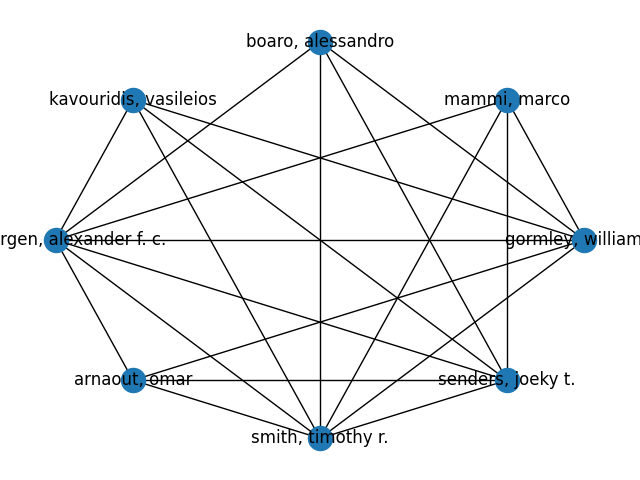 boaro, alessandro
kavouridis, vasileios
mammi, marco
rgen, alexander f. c.
gormley, william
arnaout, omar
senders, joeky t.
smith, timothy r.